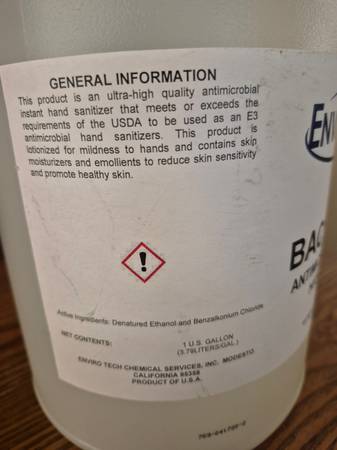 GENERAL INFORMATION
This product is an ultra-high quality antimicrobial
instant hand sanitizer that meets or exceeds the
requirements of the USDA to be used as an E3
antimicrobial hand sanitizers. This product is
lotionized for mildness to hands and contains skin
moisturizers and emollients to reduce skin sensitivity
and promote healthy skin.
ENVI
BAC
ANTIM
Active Ingredients: Denatured Ethanol and Benzalkonium Chloride
NET CONTENTS: 1 U.S. GALLON
(3.79LITERS/GAL.)
ENVIRO TECH CHEMICAL SERVICES, INC. MODESTO,
CALIFORNIA 95358
PRODUCT OF U.S.A.